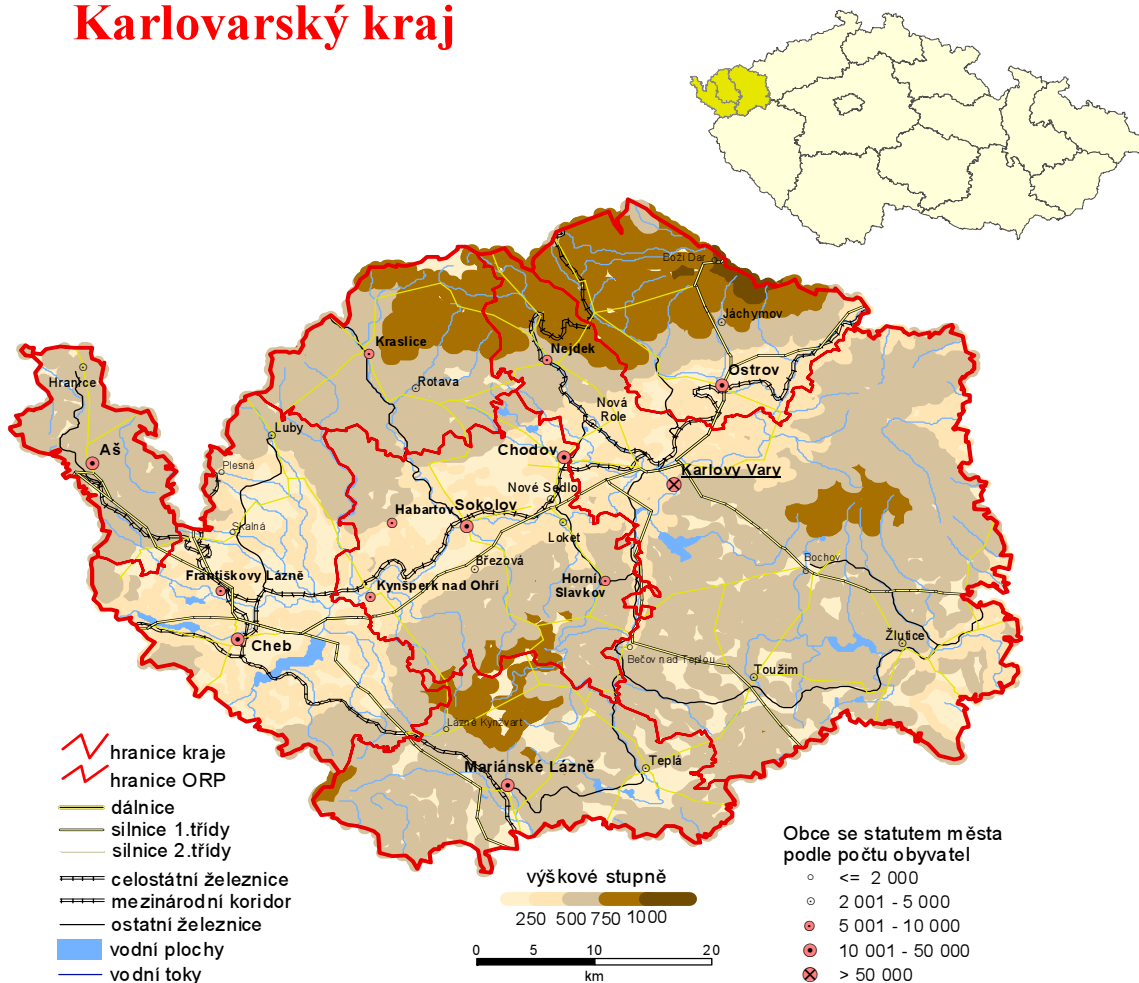 Karlovarský kraj
Boží Dar
Jáchymov
Kraslice
Nejdek
Hranice
Rotava
Ostrov
Nová
Role
Luby
Aš
Chodov
Plesná
Karlovy Vary
Nové Sedlo
Habartov
Sokolov
Skalná
Loket
Františkovy Lázně
Březová
Bochov
Kynšperk nad Ohří
Horní
Slavkov
Cheb
Žlutice
Bečov nad Teplou
Toužim
Lázně Kynžvart
Mariánské Lázně
Teplá
hranice kraje
hranice ORP
dálnice
silnice 1.třídy
silnice 2.třídy
celostátní železnice
mezinárodní koridor
ostatní železnice
vodní plochy
vodní toky
výškové stupně
250 500 750 1000
0 5 10 20
km
Obce se statutem města
podle počtu obyvatel
<= 2 000
2 001 - 5 000
5 001 - 10 000
10 001 - 50 000
> 50 000